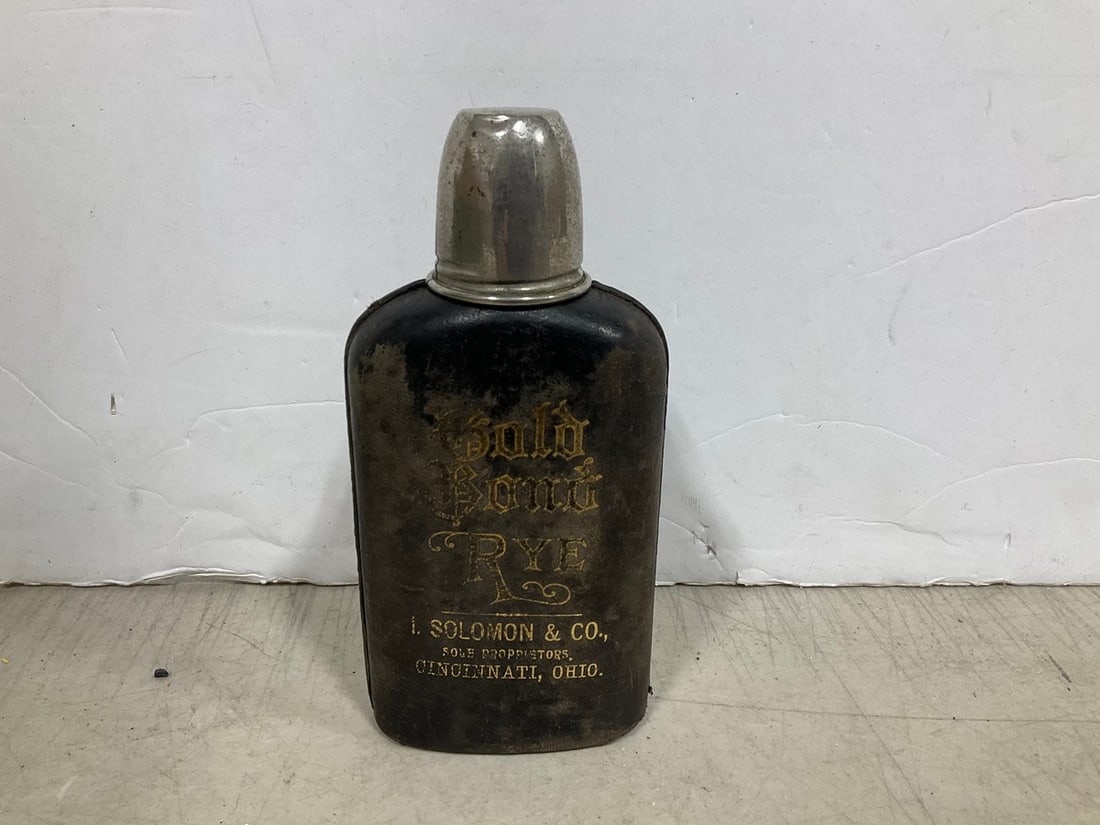 Gold
Bond
RYE
I. SOLOMON & CO.,
SOLE PROPRIETORS,
CINCINNATI, OHIO.